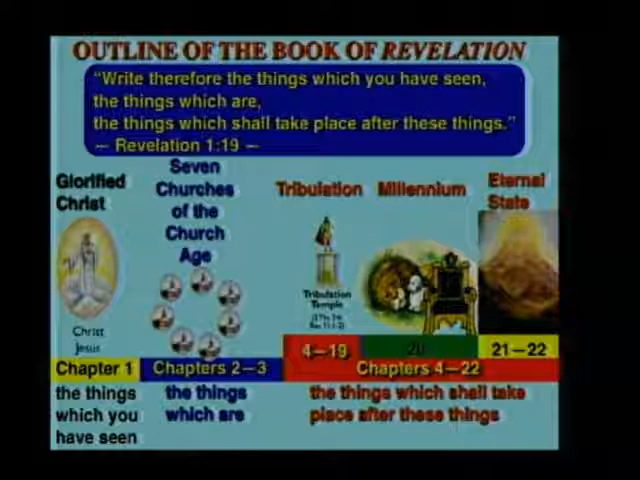 OUTLINE OF THE BOOK OF REVELATION
"Write therefore the things which you have seen,
the things which are,
the things which shall take place after these things."
— Revelation 1:19 —
Glorified
Christ
Seven
Churches
of the
Church
Age
Tribulation
Millennium
Eternal
State
Christ
Jesus
Tribulation
Temple
4—19
20
21—22
Chapter 1
Chapters 2—3
Chapters 4—22
the things
which you
have seen
the things
which are
the things which shall take
place after these things